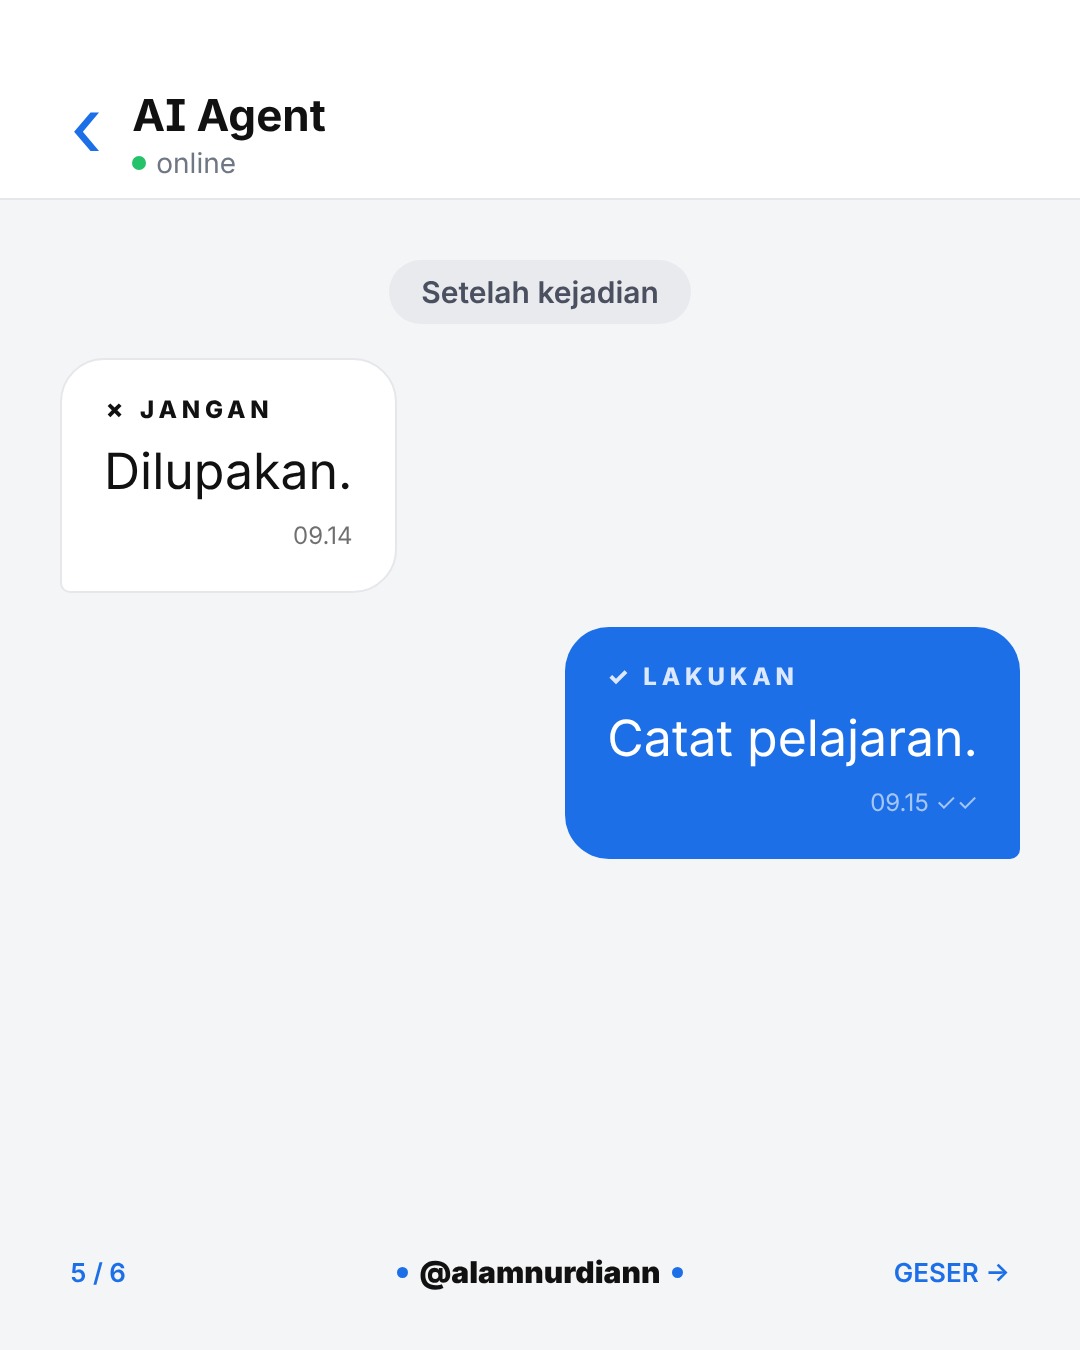 AI Agent
online
Setelah kejadian
× JANGAN
Dilupakan.
09.14
✓ LAKUKAN
Catat pelajaran.
09.15 ✓✓
5 / 6
• @alamnurdiann •
GESER →